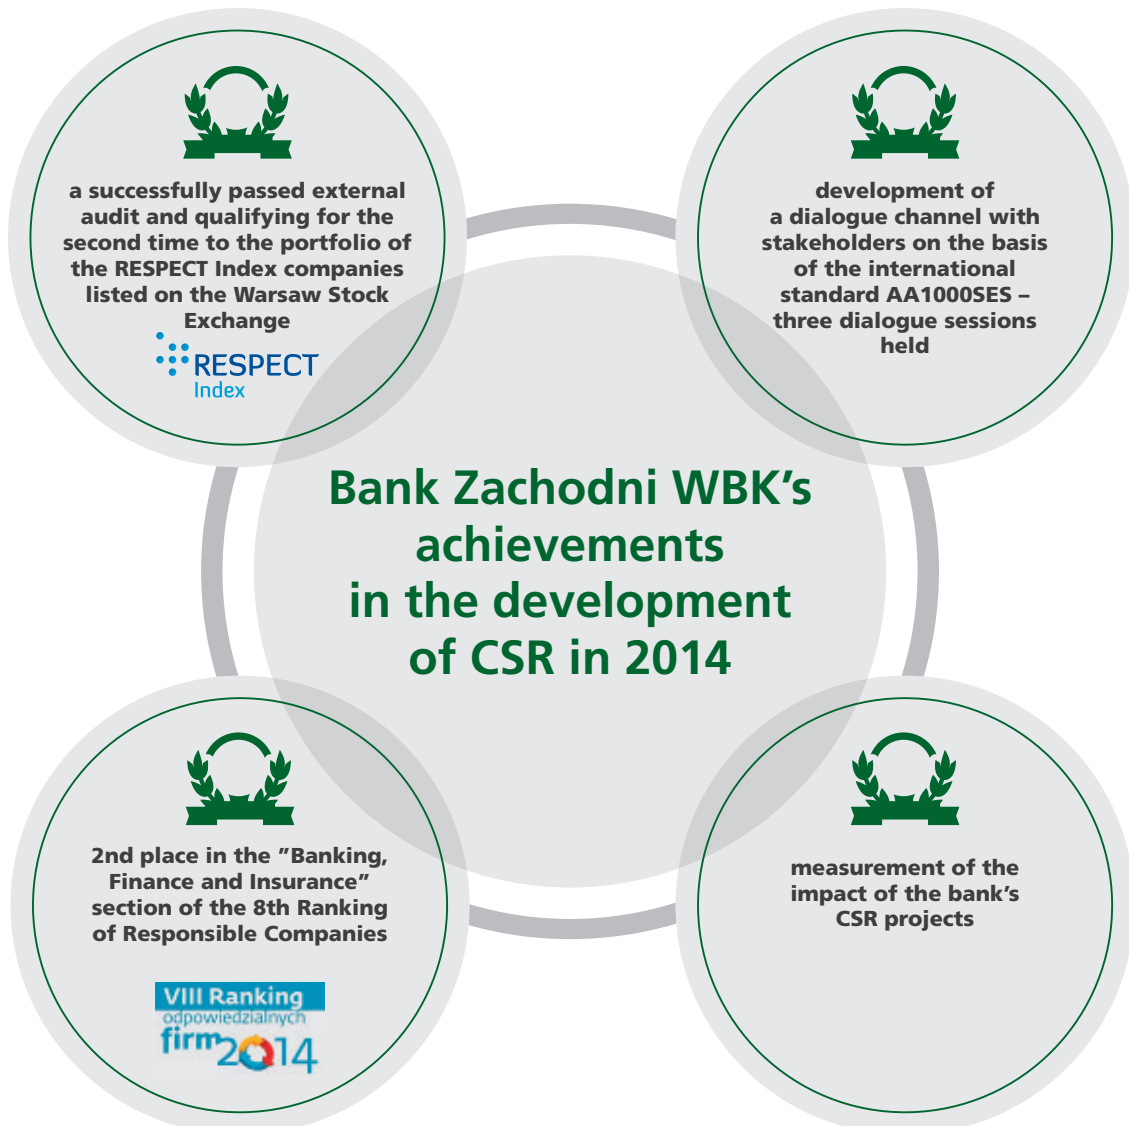 a successfully passed external
audit and qualifying for the
second time to the portfolio of
the RESPECT Index companies
listed on the Warsaw Stock
Exchange
RESPECT
Index
development of
a dialogue channel with
stakeholders on the basis
of the international
standard AA1000SES –
three dialogue sessions
held
Bank Zachodni WBK’s
achievements
in the development
of CSR in 2014
2nd place in the ”Banking,
Finance and Insurance”
section of the 8th Ranking
of Responsible Companies
VIII Ranking
odpowiedzialnych
firm 2014
measurement of the
impact of the bank’s
CSR projects